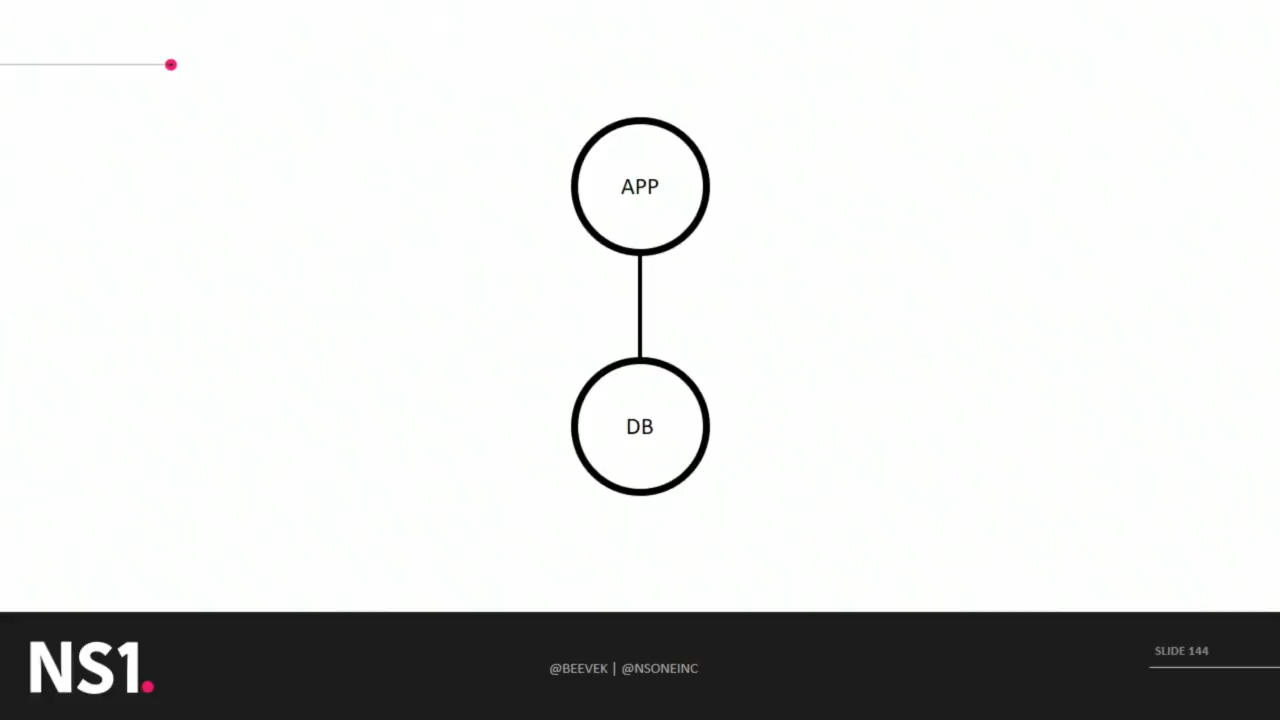 APP
DB
NS1.
@BEEVEK | @NSONEINC
SLIDE 144